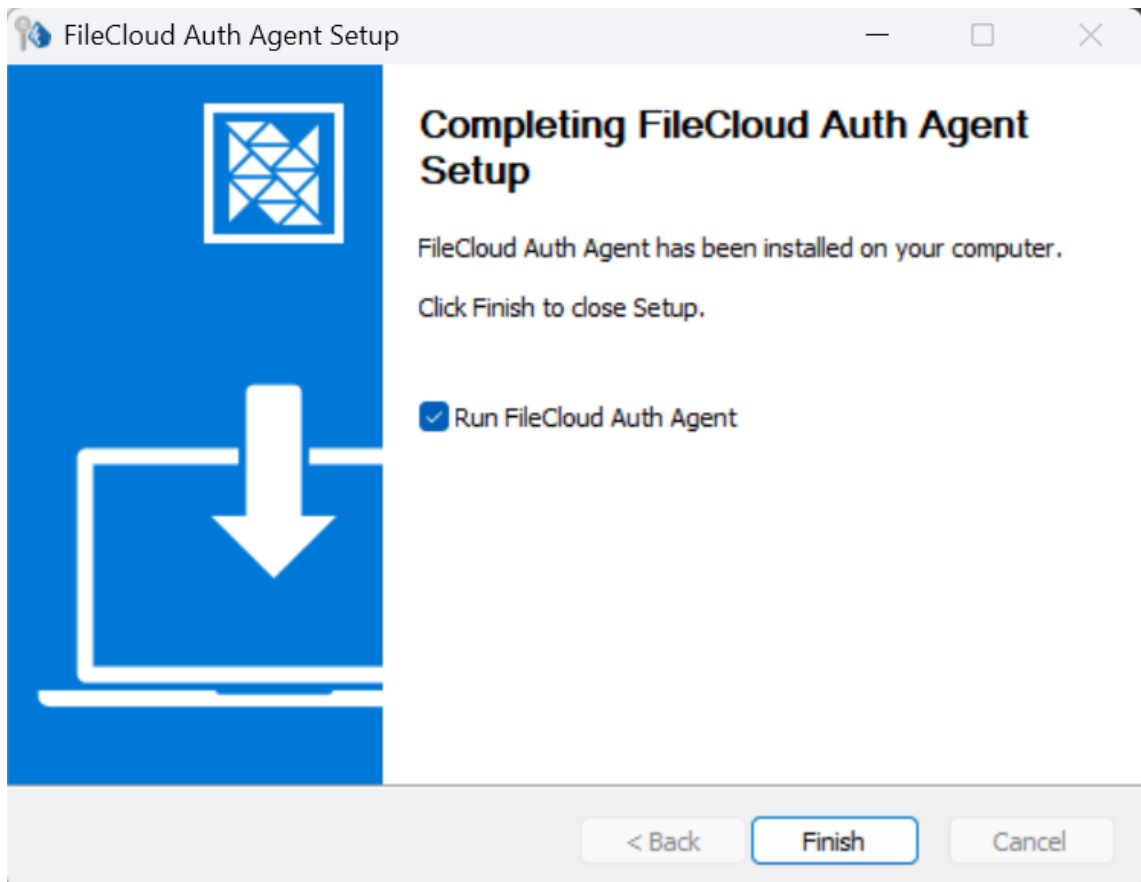 FileCloud Auth Agent Setup
Completing FileCloud Auth Agent
Setup
FileCloud Auth Agent has been installed on your computer.
Click Finish to close Setup.
Run FileCloud Auth Agent
< Back
Finish
Cancel